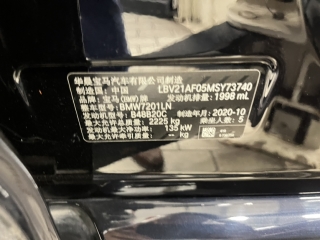 华晨宝马汽车有限公司制造
制造国：中国 LBV21AF05MSY73740
品牌：宝马(BMW)牌 发动机排量：1998 mL
整车型号：BMW7201LN
发动机型号：B48B20C
最大允许总质量：2225 kg 制造年月：2020-10
发动机最大净功率：135 kW 乘坐人数：5